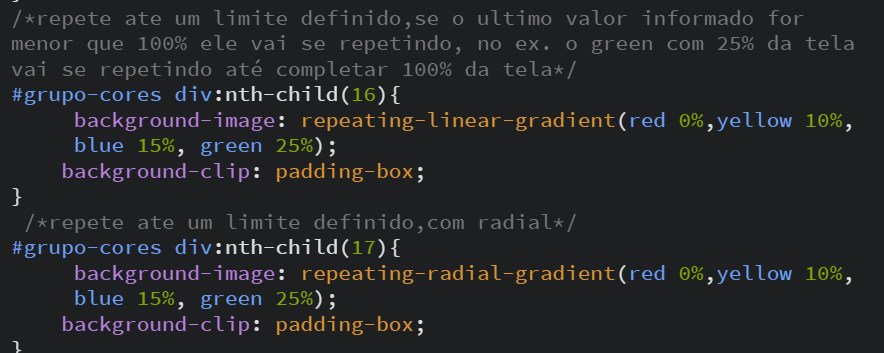 /*repete ate um limite definido,se o ultimo valor informado for
menor que 100% ele vai se repetindo, no ex. o green com 25% da tela
vai se repetindo até completar 100% da tela*/
#grupo-cores div:nth-child(16){
background-image: repeating-linear-gradient(red 0%,yellow 10%,
blue 15%, green 25%);
background-clip: padding-box;
}
/*repete ate um limite definido,com radial*/
#grupo-cores div:nth-child(17){
background-image: repeating-radial-gradient(red 0%,yellow 10%,
blue 15%, green 25%);
background-clip: padding-box;
}